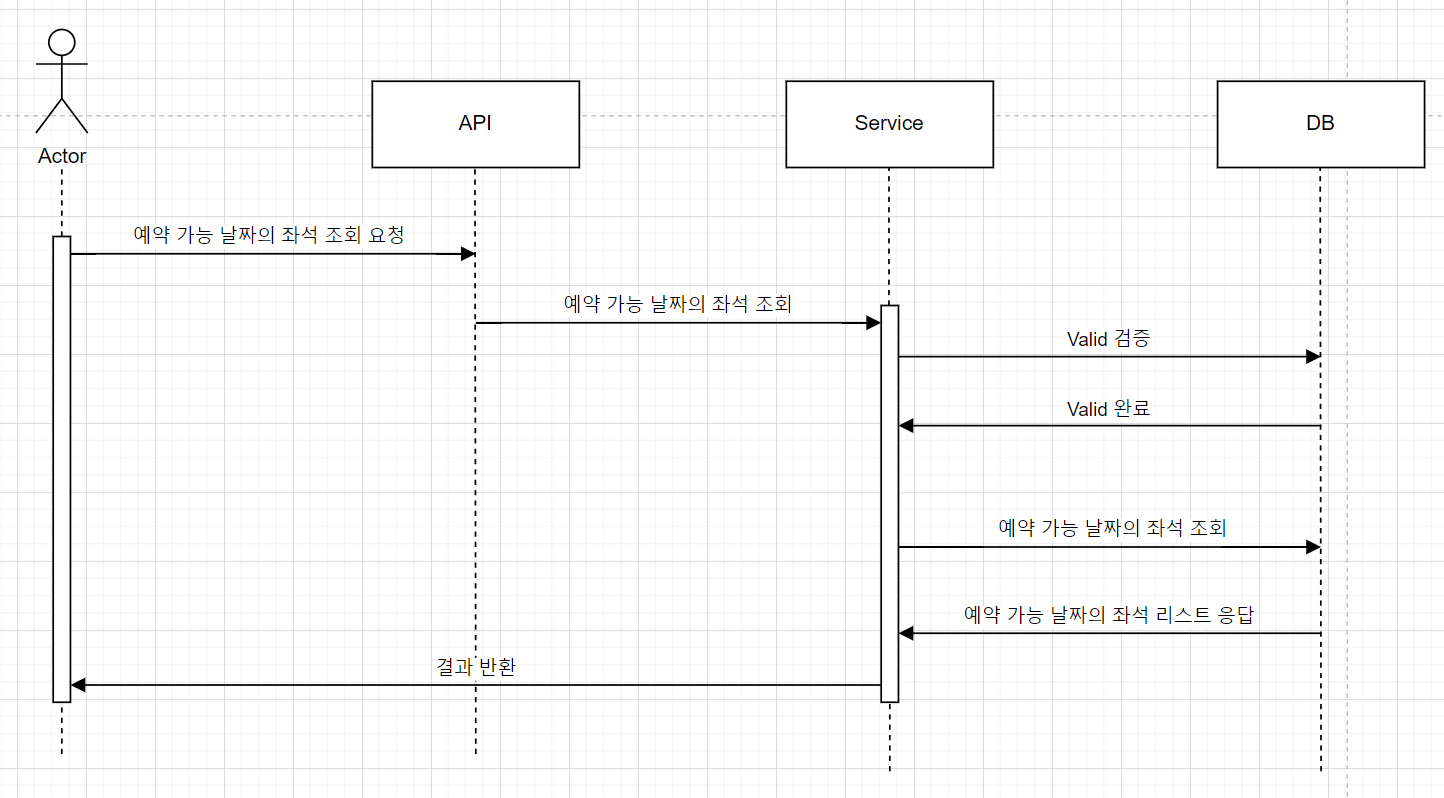 Actor
API
Service
DB
예약 가능 날짜의 좌석 조회 요청
예약 가능 날짜의 좌석 조회
Valid 검증
Valid 완료
예약 가능 날짜의 좌석 조회
예약 가능 날짜의 좌석 리스트 응답
결과 반환